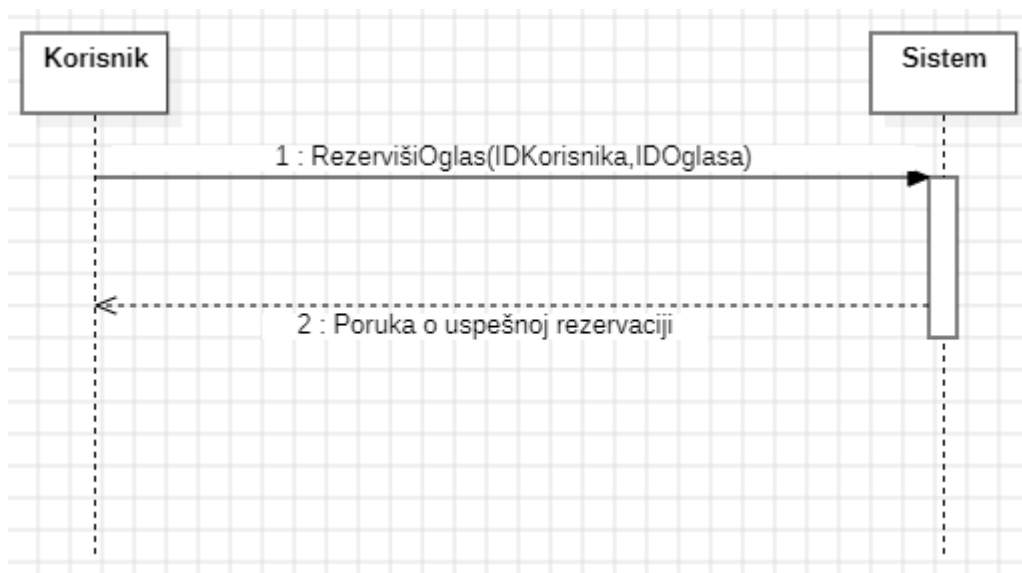 Korisnik
Sistem
1 : RezervišiOglas(IDKorisnika,IDOglasa)
2 : Poruka o uspešnoj rezervaciji